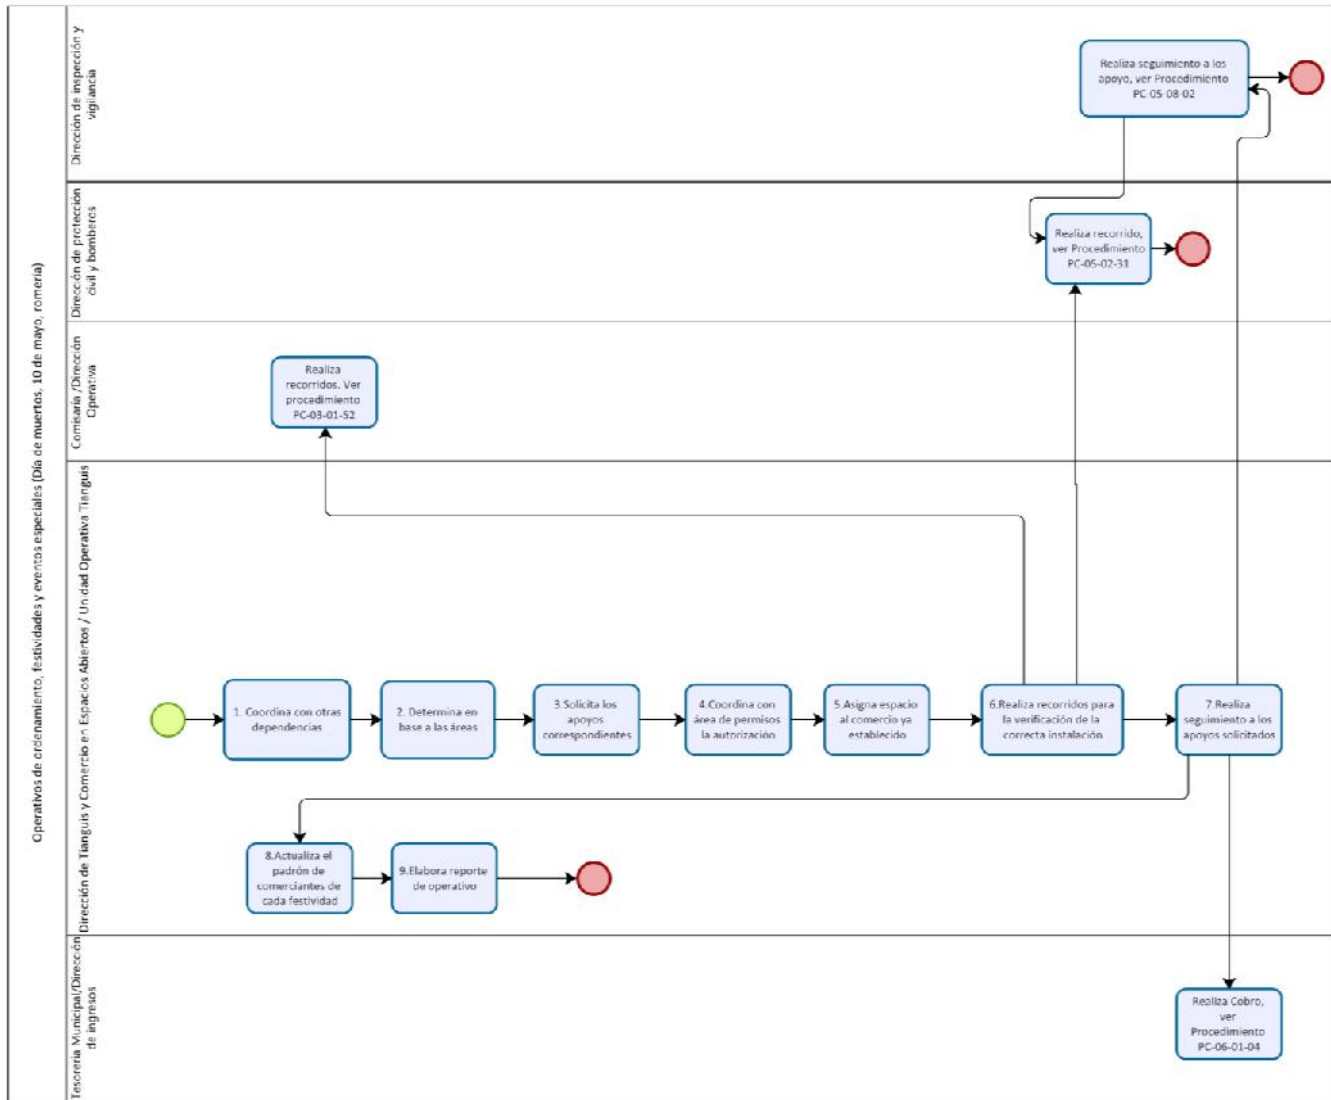 Operativos de ordenamiento, festividades y eventos especiales (Día de muertos, 10 de mayo, romería)
Dirección de inspección y
vigilancia
Realiza seguimiento a los
apoyo, ver Procedimiento
PC-05-08-02
Dirección de protección
civil y bomberos
Realiza recorrido,
ver Procedimiento
PC-05-02-31
Comisaría /Dirección
Operativa
Realiza
recorridos. Ver
procedimiento
PC-03-01-52
Dirección de Tianguis y Comercio en Espacios Abiertos / Unidad Operativa Tianguis
1. Coordina con otras
dependencias
2. Determina en
base a las áreas
3.Solicita los
apoyos
correspondientes
4.Coordina con
área de permisos
la autorización
5.Asigna espacio
al comercio ya
establecido
6.Realiza recorridos para
la verificación de la
correcta instalación
7.Realiza
seguimiento a los
apoyos solicitados
8.Actualiza el
padrón de
comerciantes de
cada festividad
9.Elabora reporte
de operativo
Tesorería Municipal/Dirección
de ingresos
Realiza Cobro,
ver
Procedimiento
PC-06-01-04